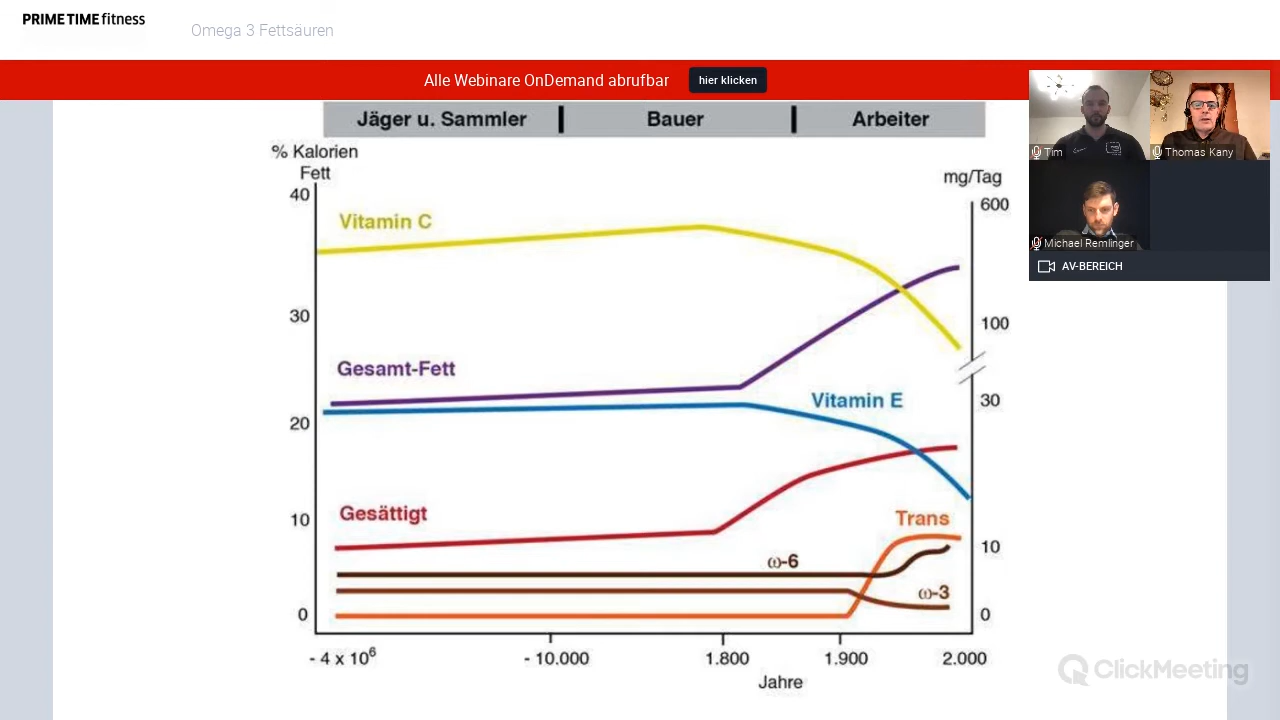 PRIME TIME fitness
Omega 3 Fettsäuren
Alle Webinare OnDemand abrufbar
hier klicken
Tim
Thomas Kany
Michael Remlinger
AV-BEREICH
Jäger u. Sammler
Bauer
Arbeiter
% Kalorien
Fett
mg/Tag
40
30
20
10
0
600
100
30
10
0
Vitamin C
Gesamt-Fett
Vitamin E
Gesättigt
Trans
ω-6
ω-3
- 4 x 10⁶
- 10.000
1.800
1.900
2.000
Jahre
ClickMeeting